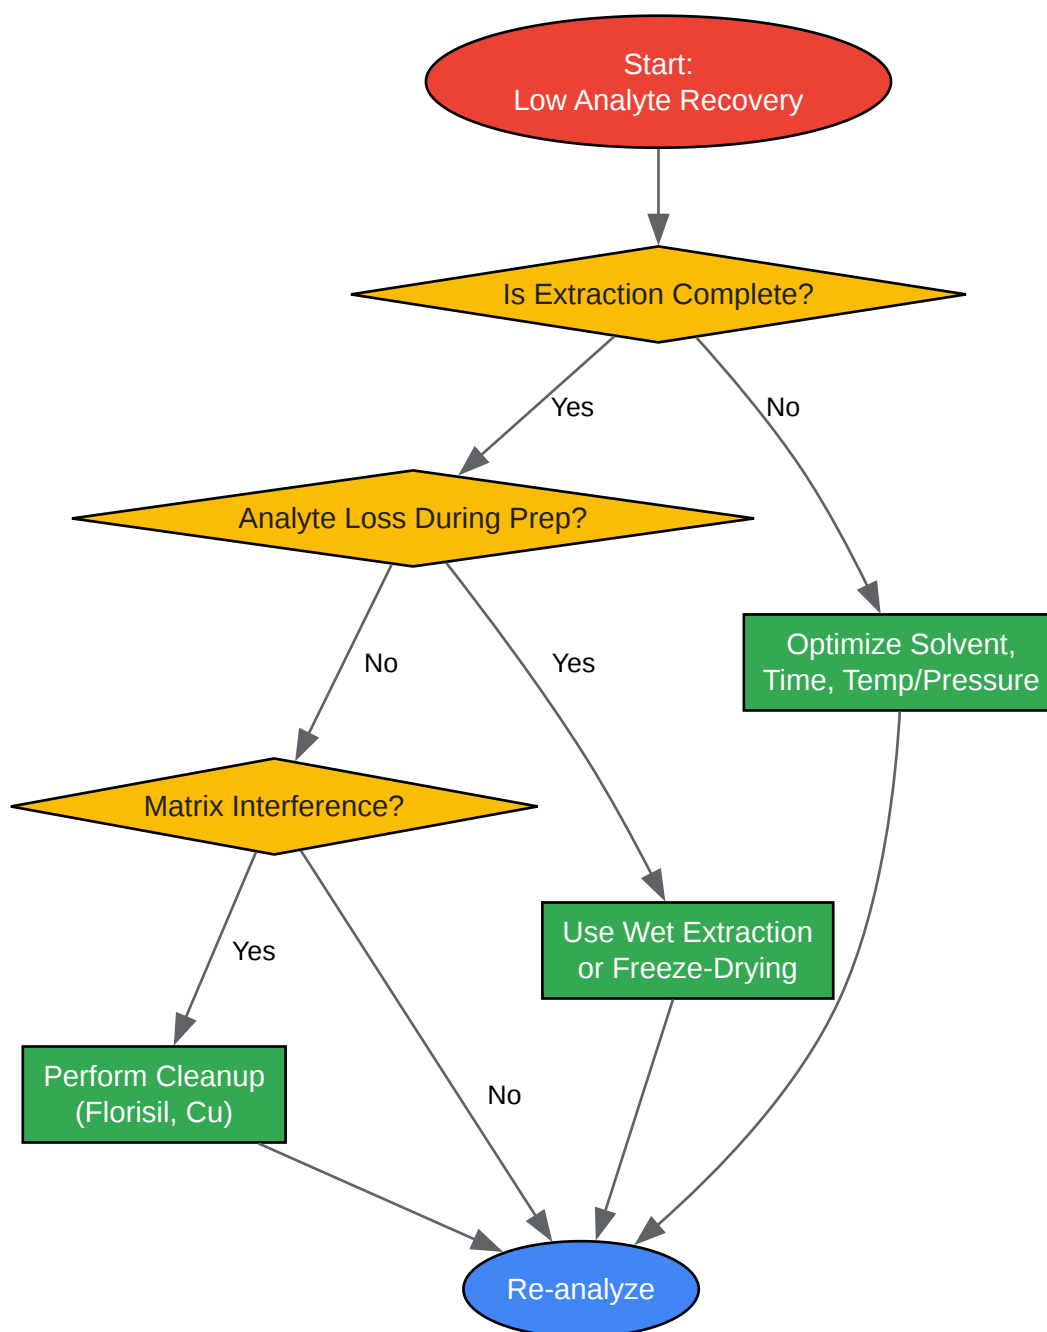 Start:
Low Analyte Recovery
Is Extraction Complete?
Yes
No
Analyte Loss During Prep?
No
Yes
Optimize Solvent,
Time, Temp/Pressure
Matrix Interference?
Yes
No
Use Wet Extraction
or Freeze-Drying
Perform Cleanup
(Florisil, Cu)
Re-analyze